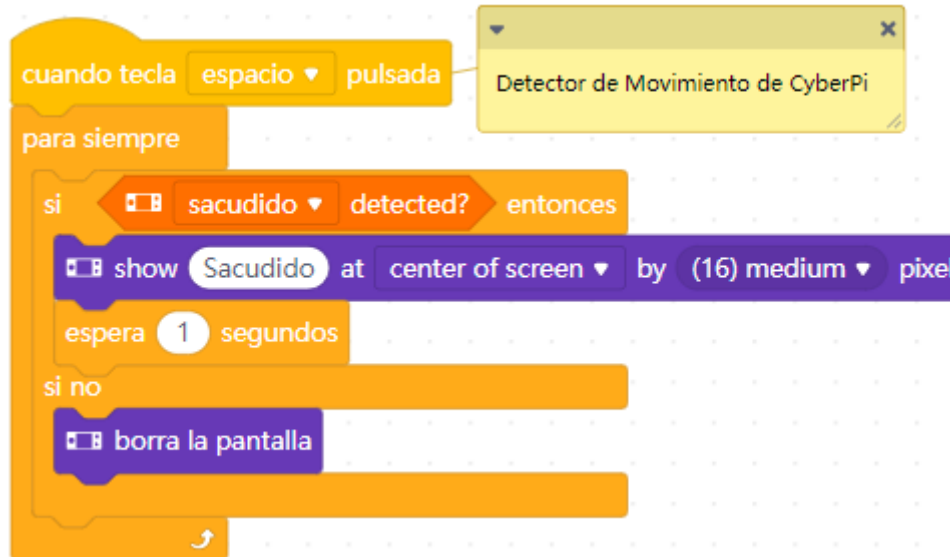 cuando tecla espacio pulsada
Detector de Movimiento de CyberPi
para siempre
si sacudido detected? entonces
show Sacudido at center of screen by (16) medium pixel
espera 1 segundos
si no
borra la pantalla